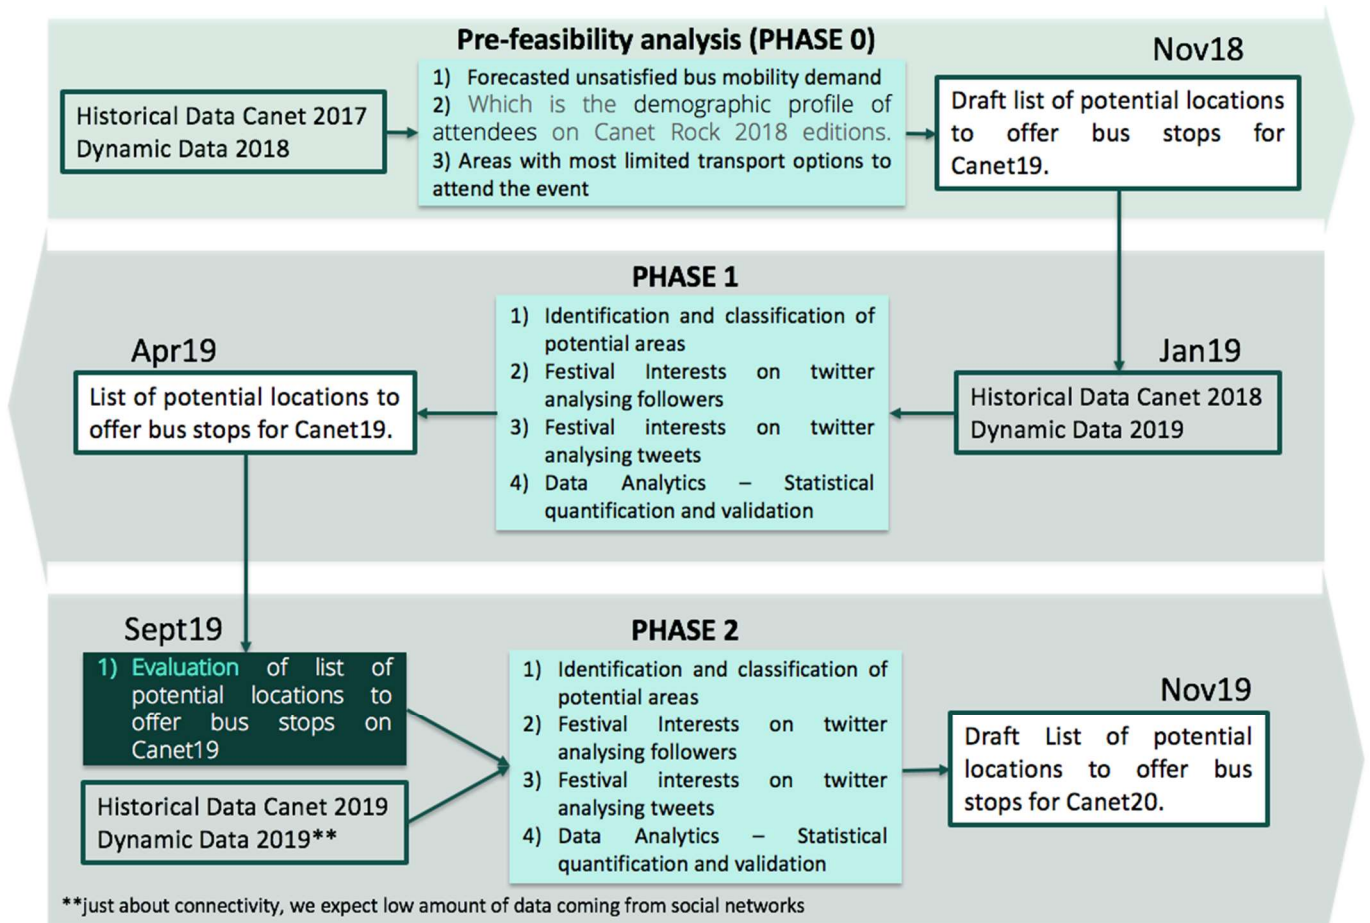 Pre-feasibility analysis (PHASE 0)
Nov18
Historical Data Canet 2017
Dynamic Data 2018
1) Forecasted unsatisfied bus mobility demand
2) Which is the demographic profile of
attendees on Canet Rock 2018 editions.
3) Areas with most limited transport options to
attend the event
Draft list of potential locations
to offer bus stops for
Canet19.
PHASE 1
Apr19
Jan19
List of potential locations to
offer bus stops for Canet19.
1) Identification and classification of
potential areas
2) Festival Interests on twitter
analysing followers
3) Festival interests on twitter
analysing tweets
4) Data Analytics – Statistical
quantification and validation
Historical Data Canet 2018
Dynamic Data 2019
PHASE 2
Sept19
Nov19
1) Evaluation of list of
potential locations to
offer bus stops on
Canet19
Historical Data Canet 2019
Dynamic Data 2019**
1) Identification and classification of
potential areas
2) Festival Interests on twitter
analysing followers
3) Festival interests on twitter
analysing tweets
4) Data Analytics – Statistical
quantification and validation
Draft List of potential
locations to offer bus
stops for Canet20.
**just about connectivity, we expect low amount of data coming from social networks